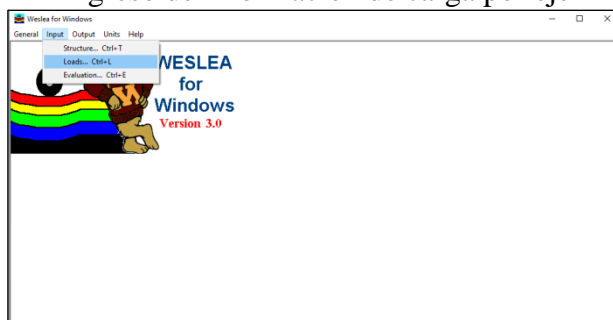 Weslea for Windows
General Input Output Units Help
Structure... Ctrl+T
Loads... Ctrl+L
Evaluation... Ctrl+E
WESLEA
for
Windows
Version 3.0